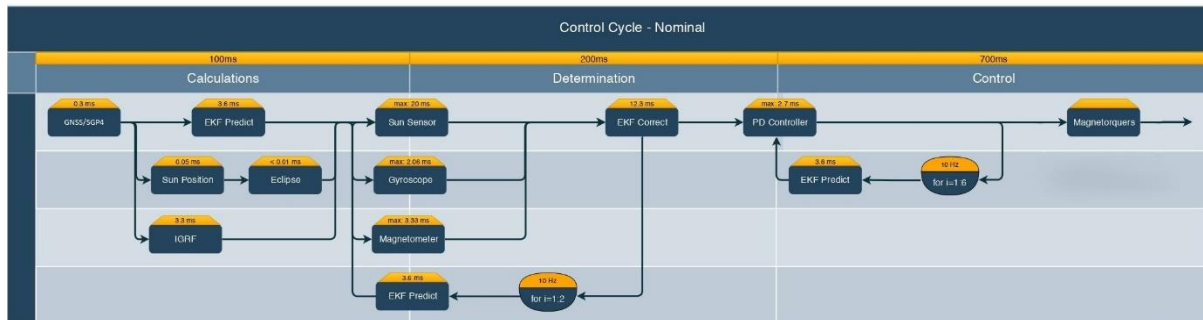 Control Cycle - Nominal
100ms
200ms
700ms
Calculations
Determination
Control
0.3 ms
GNSS/SGP4
3.6 ms
EKF Predict
max: 20 ms
Sun Sensor
12.3 ms
EKF Correct
max: 2.7 ms
PD Controller
Magnetorquers
0.05 ms
Sun Position
< 0.01 ms
Eclipse
max: 2.06 ms
Gyroscope
3.6 ms
EKF Predict
10 Hz
for i=1:6
3.3 ms
IGRF
max: 3.33 ms
Magnetometer
3.6 ms
EKF Predict
10 Hz
for i=1:2